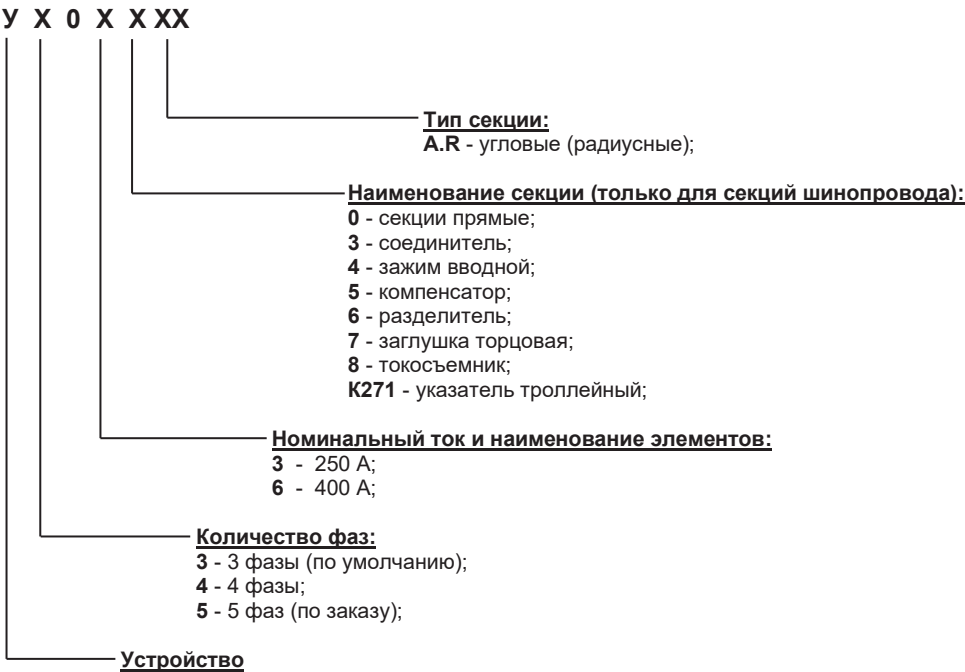 У Х 0 Х Х ХХ
Тип секции:
A.R - угловые (радиусные);
Наименование секции (только для секций шинопровода):
0 - секции прямые;
3 - соединитель;
4 - зажим вводной;
5 - компенсатор;
6 - разделитель;
7 - заглушка торцовая;
8 - токосъемник;
К271 - указатель троллейный;
Номинальный ток и наименование элементов:
3 - 250 А;
6 - 400 А;
Количество фаз:
3 - 3 фазы (по умолчанию);
4 - 4 фазы;
5 - 5 фаз (по заказу);
Устройство